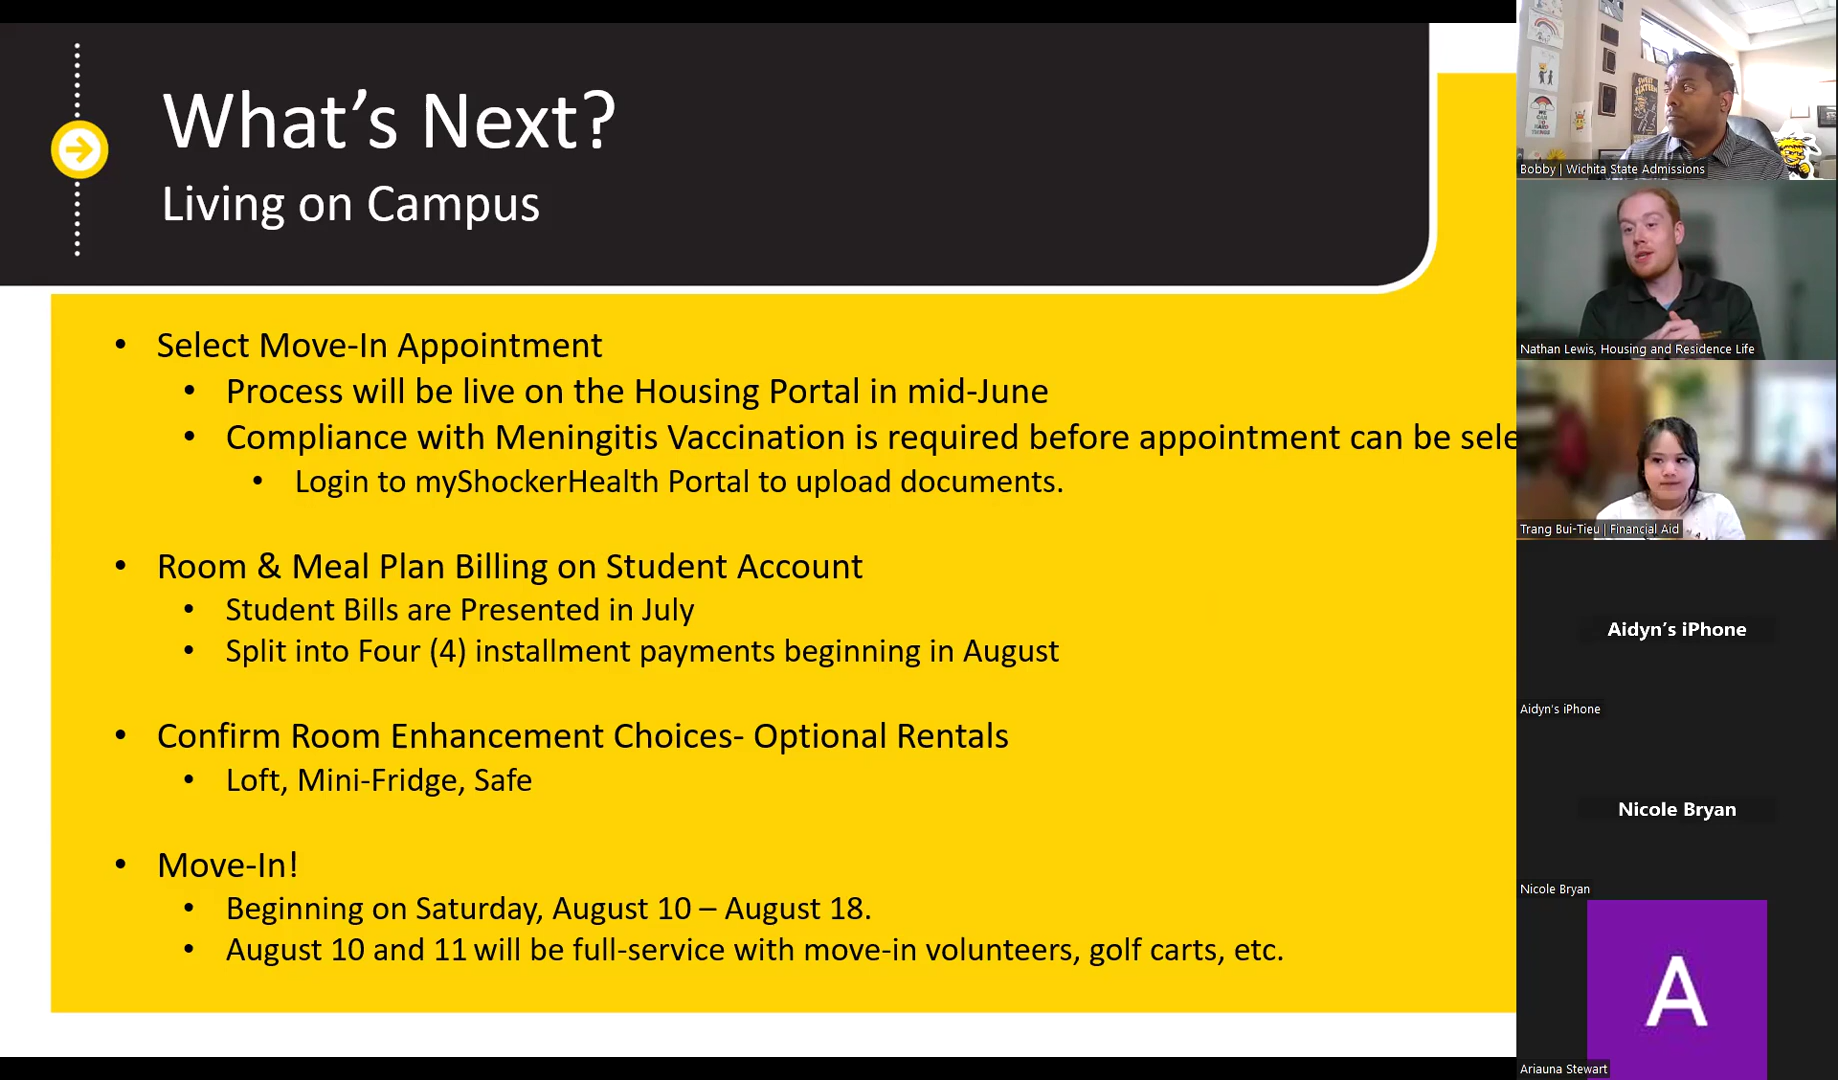 What's Next?
Living on Campus
• Select Move-In Appointment
• Process will be live on the Housing Portal in mid-June
• Compliance with Meningitis Vaccination is required before appointment can be sele
• Login to myShockerHealth Portal to upload documents.
• Room & Meal Plan Billing on Student Account
• Student Bills are Presented in July
• Split into Four (4) installment payments beginning in August
• Confirm Room Enhancement Choices- Optional Rentals
• Loft, Mini-Fridge, Safe
• Move-In!
• Beginning on Saturday, August 10 – August 18.
• August 10 and 11 will be full-service with move-in volunteers, golf carts, etc.
Bobby | Wichita State Admissions
Nathan Lewis, Housing and Residence Life
Trang Bui-Tieu | Financial Aid
Aidyn's iPhone
Aidyn's iPhone
Nicole Bryan
Nicole Bryan
A
Ariauna Stewart